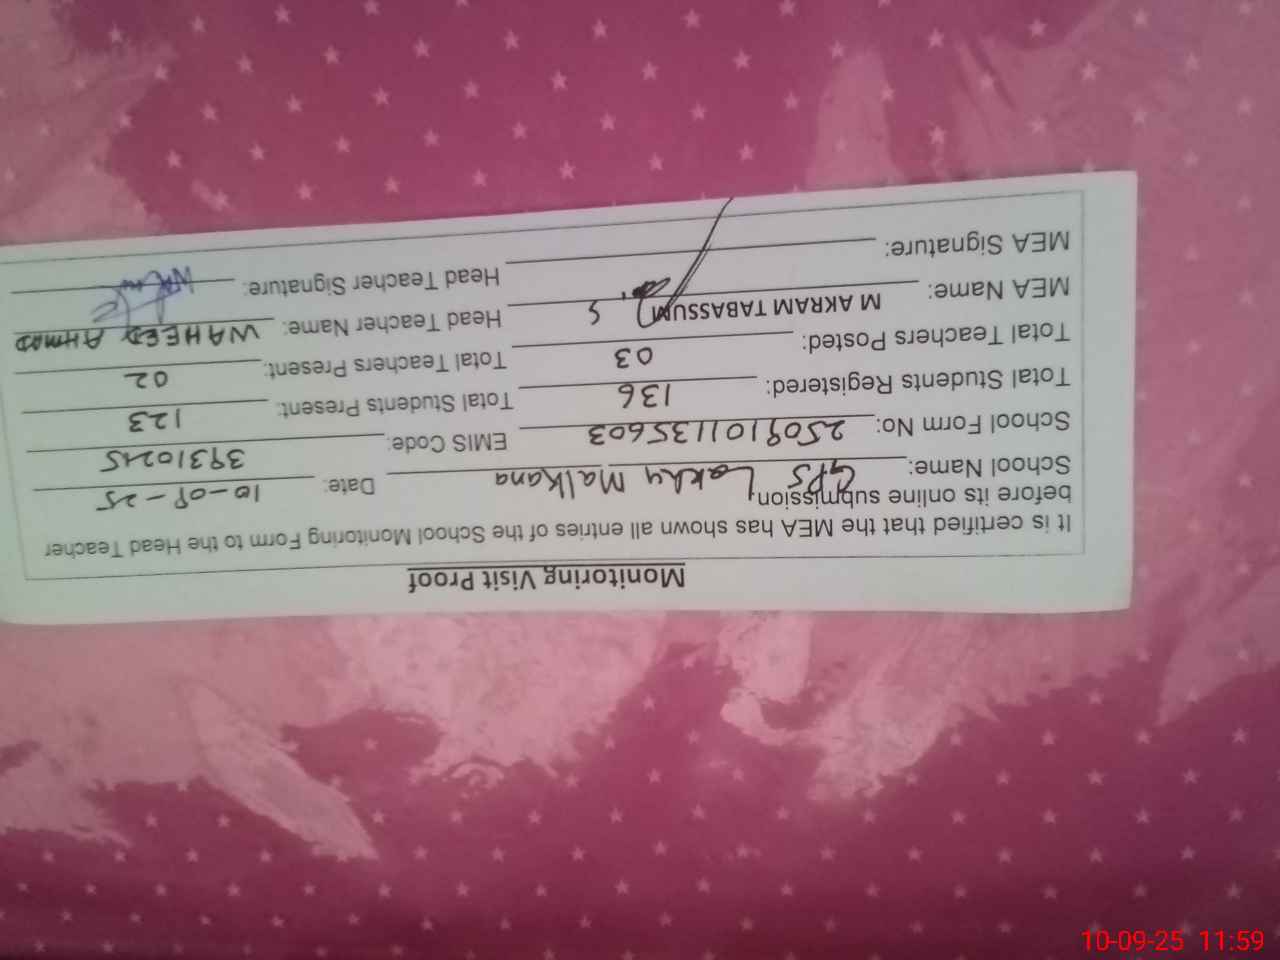 Monitoring Visit Proof
It is certified that the MEA has shown all entries of the School Monitoring Form to the Head Teacher
before its online submission.
School Name: GPS Lakhy Malkana Date: 10-09-25
School Form No: 2509101135603 EMIS Code: 39310245
Total Students Registered: 136 Total Students Present: 123
Total Teachers Posted: 03 Total Teachers Present: 02
MEA Name: M AKRAM TABASSUM Head Teacher Name: WAHEED AHMAD
MEA Signature: Head Teacher Signature:
10-09-25 11:59